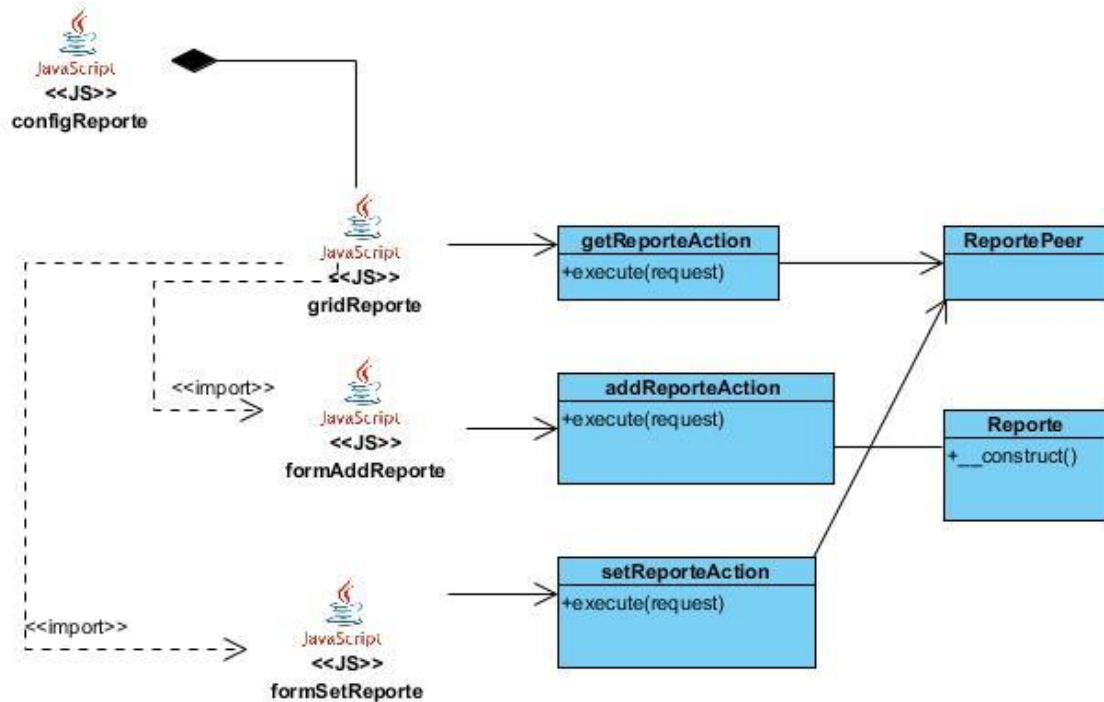 JavaScript
<<JS>>
configReporte
JavaScript
<<JS>>
gridReporte
getReporteAction
+execute(request)
ReportePeer
<<import>>
JavaScript
<<JS>>
formAddReporte
addReporteAction
+execute(request)
Reporte
+__construct()
<<import>>
JavaScript
<<JS>>
formSetReporte
setReporteAction
+execute(request)